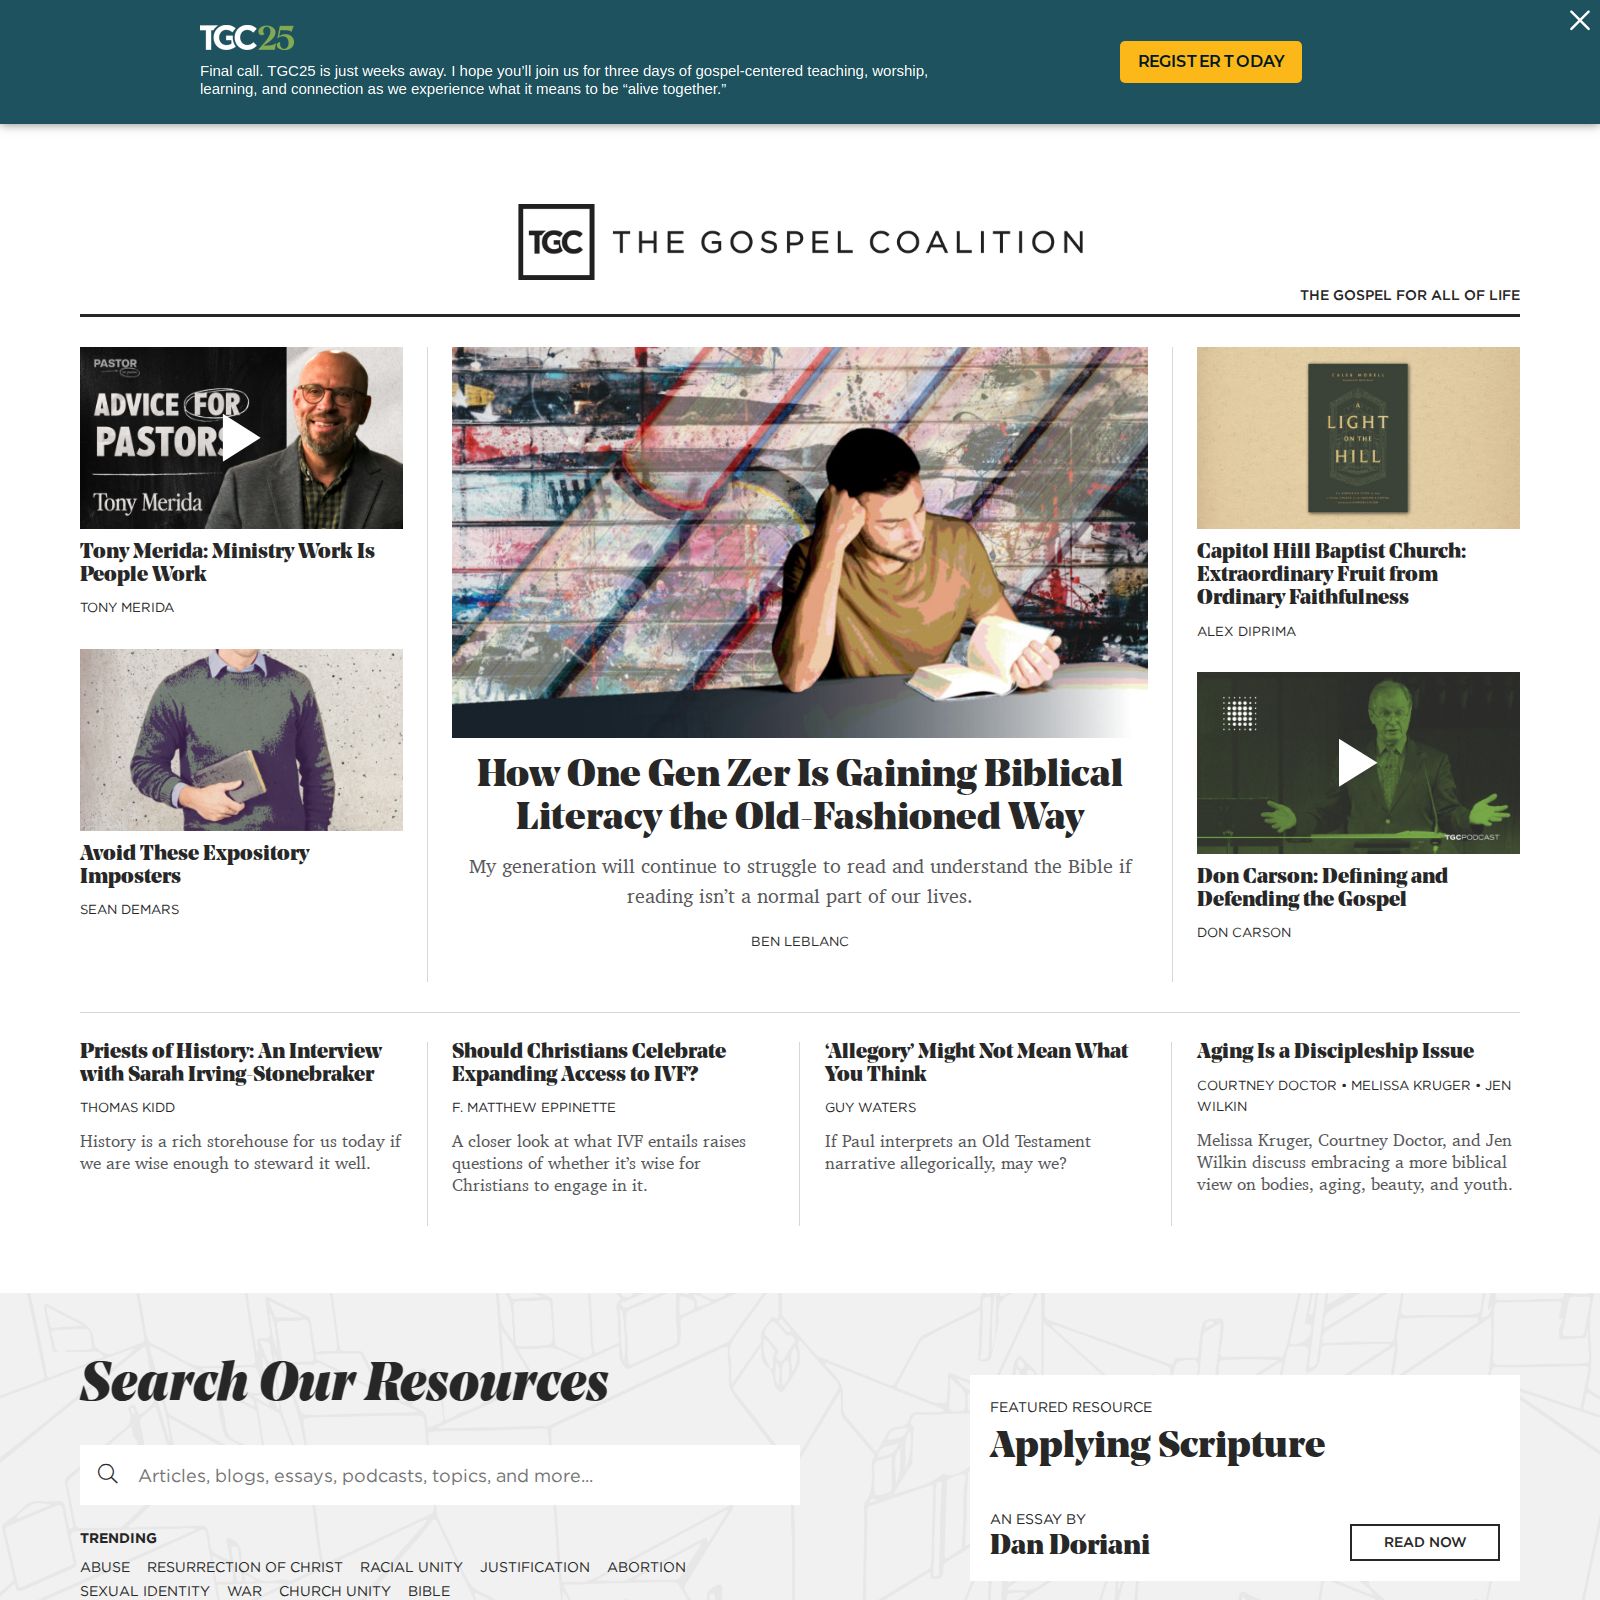 TGC25
Final call. TGC25 is just weeks away. I hope you’ll join us for three days of gospel-centered teaching, worship,
learning, and connection as we experience what it means to be “alive together.”
REGISTER TODAY
TGC THE GOSPEL COALITION
THE GOSPEL FOR ALL OF LIFE
PASTOR
ADVICE FOR
PASTORS
Tony Merida
Tony Merida: Ministry Work Is
People Work
TONY MERIDA
Avoid These Expository
Imposters
SEAN DEMARS
How One Gen Zer Is Gaining Biblical
Literacy the Old-Fashioned Way
My generation will continue to struggle to read and understand the Bible if
reading isn’t a normal part of our lives.
BEN LEBLANC
CALEB MORELL
A
LIGHT
ON THE
HILL
Capitol Hill Baptist Church:
Extraordinary Fruit from
Ordinary Faithfulness
ALEX DIPRIMA
TGCPODCAST
Don Carson: Defining and
Defending the Gospel
DON CARSON
Priests of History: An Interview
with Sarah Irving-Stonebraker
THOMAS KIDD
History is a rich storehouse for us today if
we are wise enough to steward it well.
Should Christians Celebrate
Expanding Access to IVF?
F. MATTHEW EPPINETTE
A closer look at what IVF entails raises
questions of whether it’s wise for
Christians to engage in it.
‘Allegory’ Might Not Mean What
You Think
GUY WATERS
If Paul interprets an Old Testament
narrative allegorically, may we?
Aging Is a Discipleship Issue
COURTNEY DOCTOR • MELISSA KRUGER • JEN
WILKIN
Melissa Kruger, Courtney Doctor, and Jen
Wilkin discuss embracing a more biblical
view on bodies, aging, beauty, and youth.
Search Our Resources
Articles, blogs, essays, podcasts, topics, and more...
TRENDING
ABUSE RESURRECTION OF CHRIST RACIAL UNITY JUSTIFICATION ABORTION
SEXUAL IDENTITY WAR CHURCH UNITY BIBLE
FEATURED RESOURCE
Applying Scripture
AN ESSAY BY
Dan Doriani
READ NOW